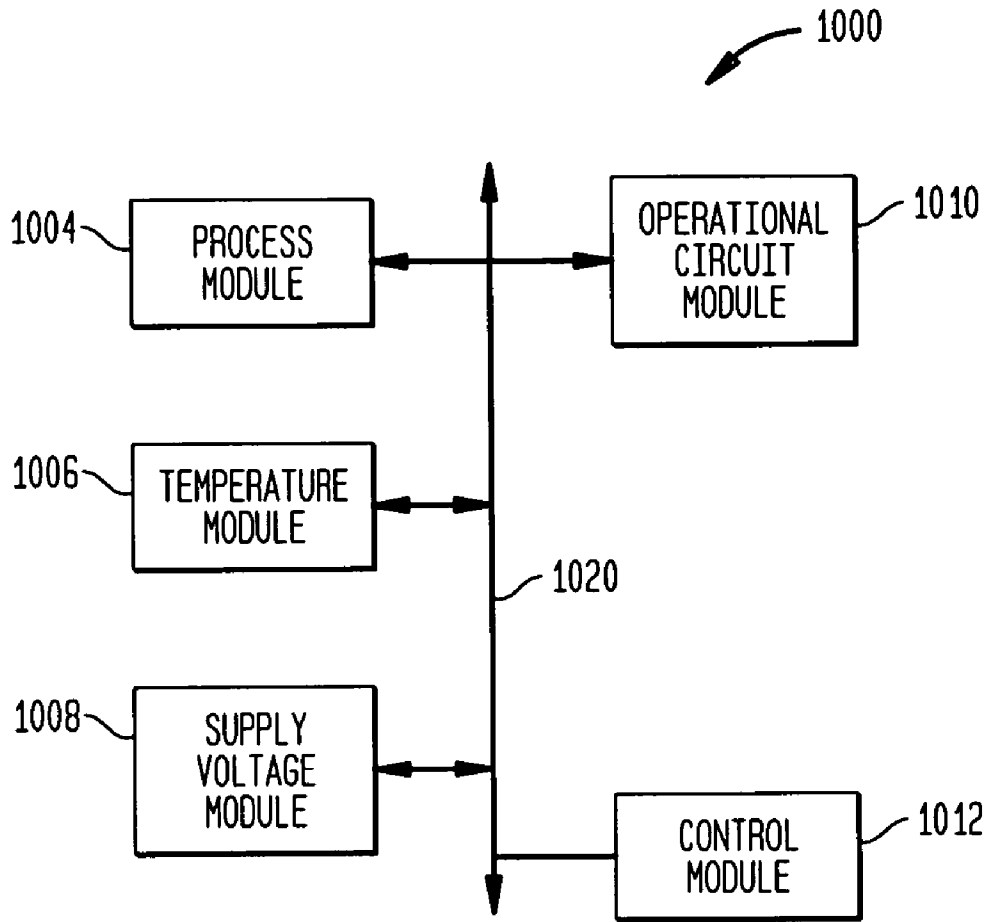 1000
1004
PROCESS
MODULE
OPERATIONAL
CIRCUIT
MODULE
1010
1006
TEMPERATURE
MODULE
1020
1008
SUPPLY
VOLTAGE
MODULE
CONTROL
MODULE
1012